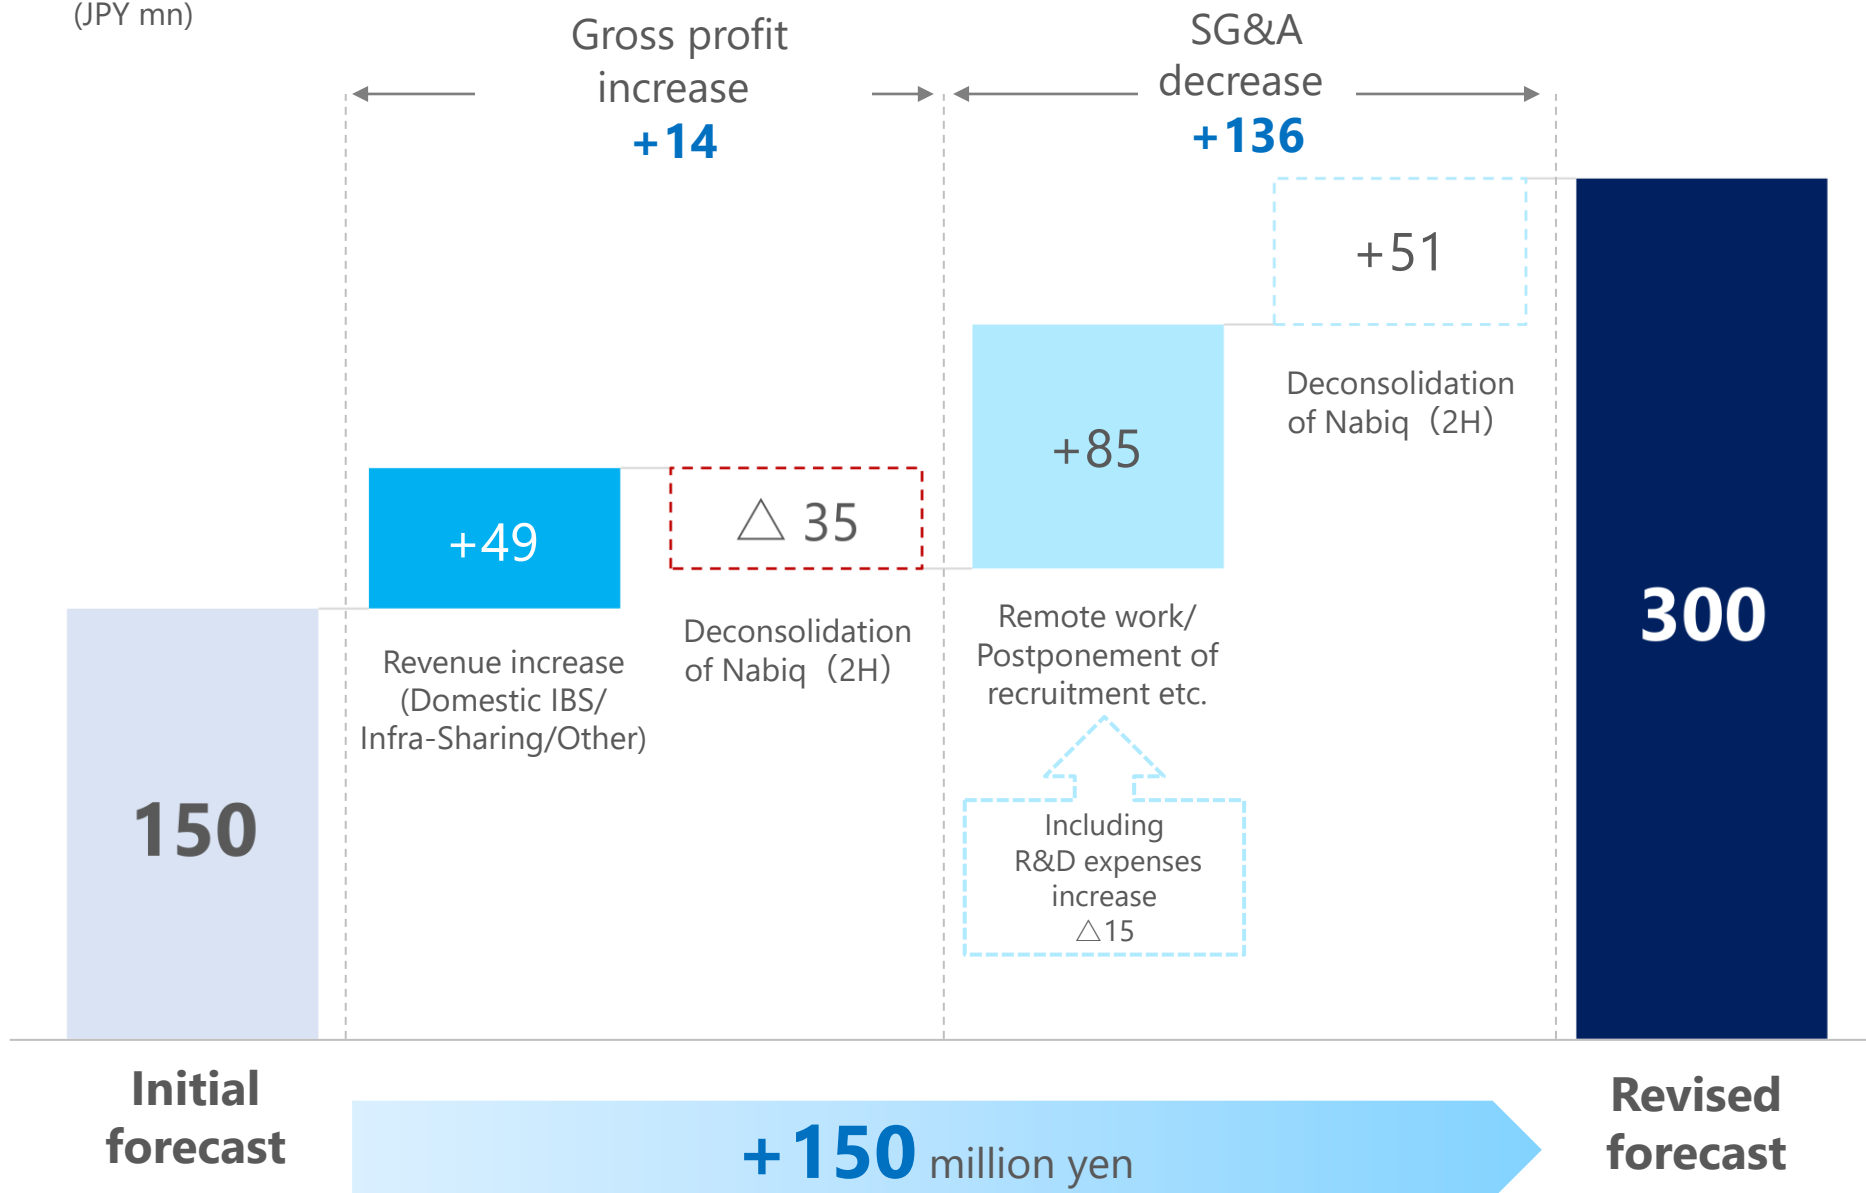 (JPY mn)
Gross profit
increase
+14
SG&A
decrease
+136
+51
Deconsolidation
of Nabiq（2H）
+85
+49
△ 35
Remote work/
Postponement of
recruitment etc.
Deconsolidation
of Nabiq（2H）
Revenue increase
(Domestic IBS/
Infra-Sharing/Other)
300
150
Including
R&D expenses
increase
△15
Initial
forecast
+150 million yen
Revised
forecast